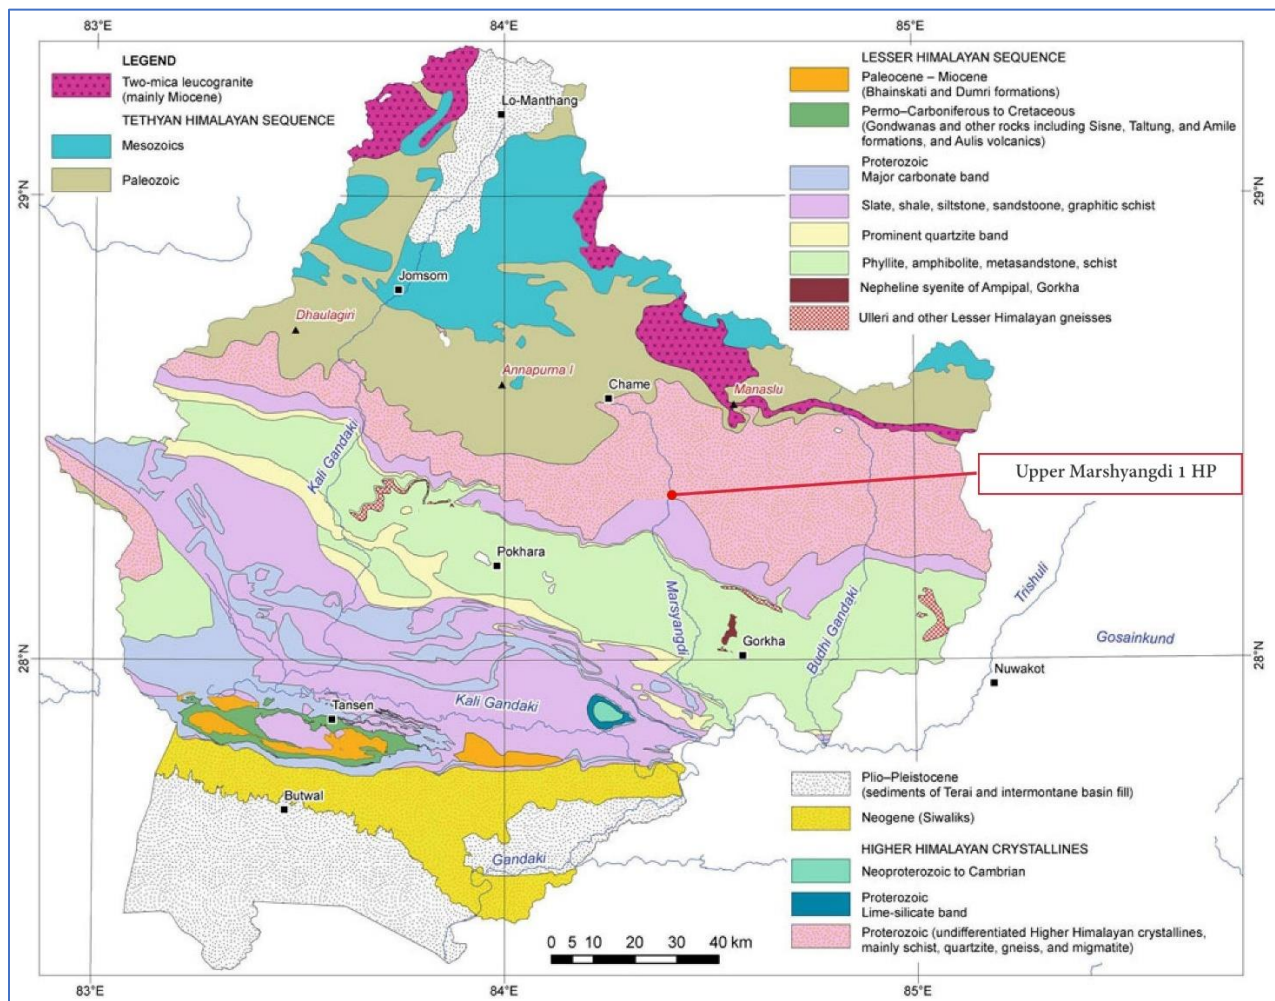 83°E
84°E
85°E
LEGEND
Two-mica leucogranite
(mainly Miocene)
TETHYAN HIMALAYAN SEQUENCE
Mesozoics
Paleozoic
LESSER HIMALAYAN SEQUENCE
Paleocene – Miocene
(Bhainskati and Dumri formations)
Permo–Carboniferous to Cretaceous
(Gondwanas and other rocks including Sisne, Taltung, and Amile
formations, and Aulis volcanics)
Proterozoic
Major carbonate band
Slate, shale, siltstone, sandstoone, graphitic schist
Prominent quartzite band
Phyllite, amphibolite, metasandstone, schist
Nepheline syenite of Ampipal, Gorkha
Ulleri and other Lesser Himalayan gneisses
29°N
29°N
Lo-Manthang
Jomsom
Dhaulagiri
Annapurna I
Chame
Manaslu
Kali Gandaki
Upper Marshyangdi 1 HP
Pokhara
Marsyangdi
Budhi Gandaki
Trishuli
Gorkha
Gosainkund
28°N
28°N
Nuwakot
Kali Gandaki
Tansen
Butwal
Gandaki
Plio–Pleistocene
(sediments of Terai and intermontane basin fill)
Neogene (Siwaliks)
HIGHER HIMALAYAN CRYSTALLINES
Neoproterozoic to Cambrian
Proterozoic
Lime-silicate band
Proterozoic (undifferentiated Higher Himalayan crystallines,
mainly schist, quartzite, gneiss, and migmatite)
0 5 10 20 30 40 km
83°E
84°E
85°E